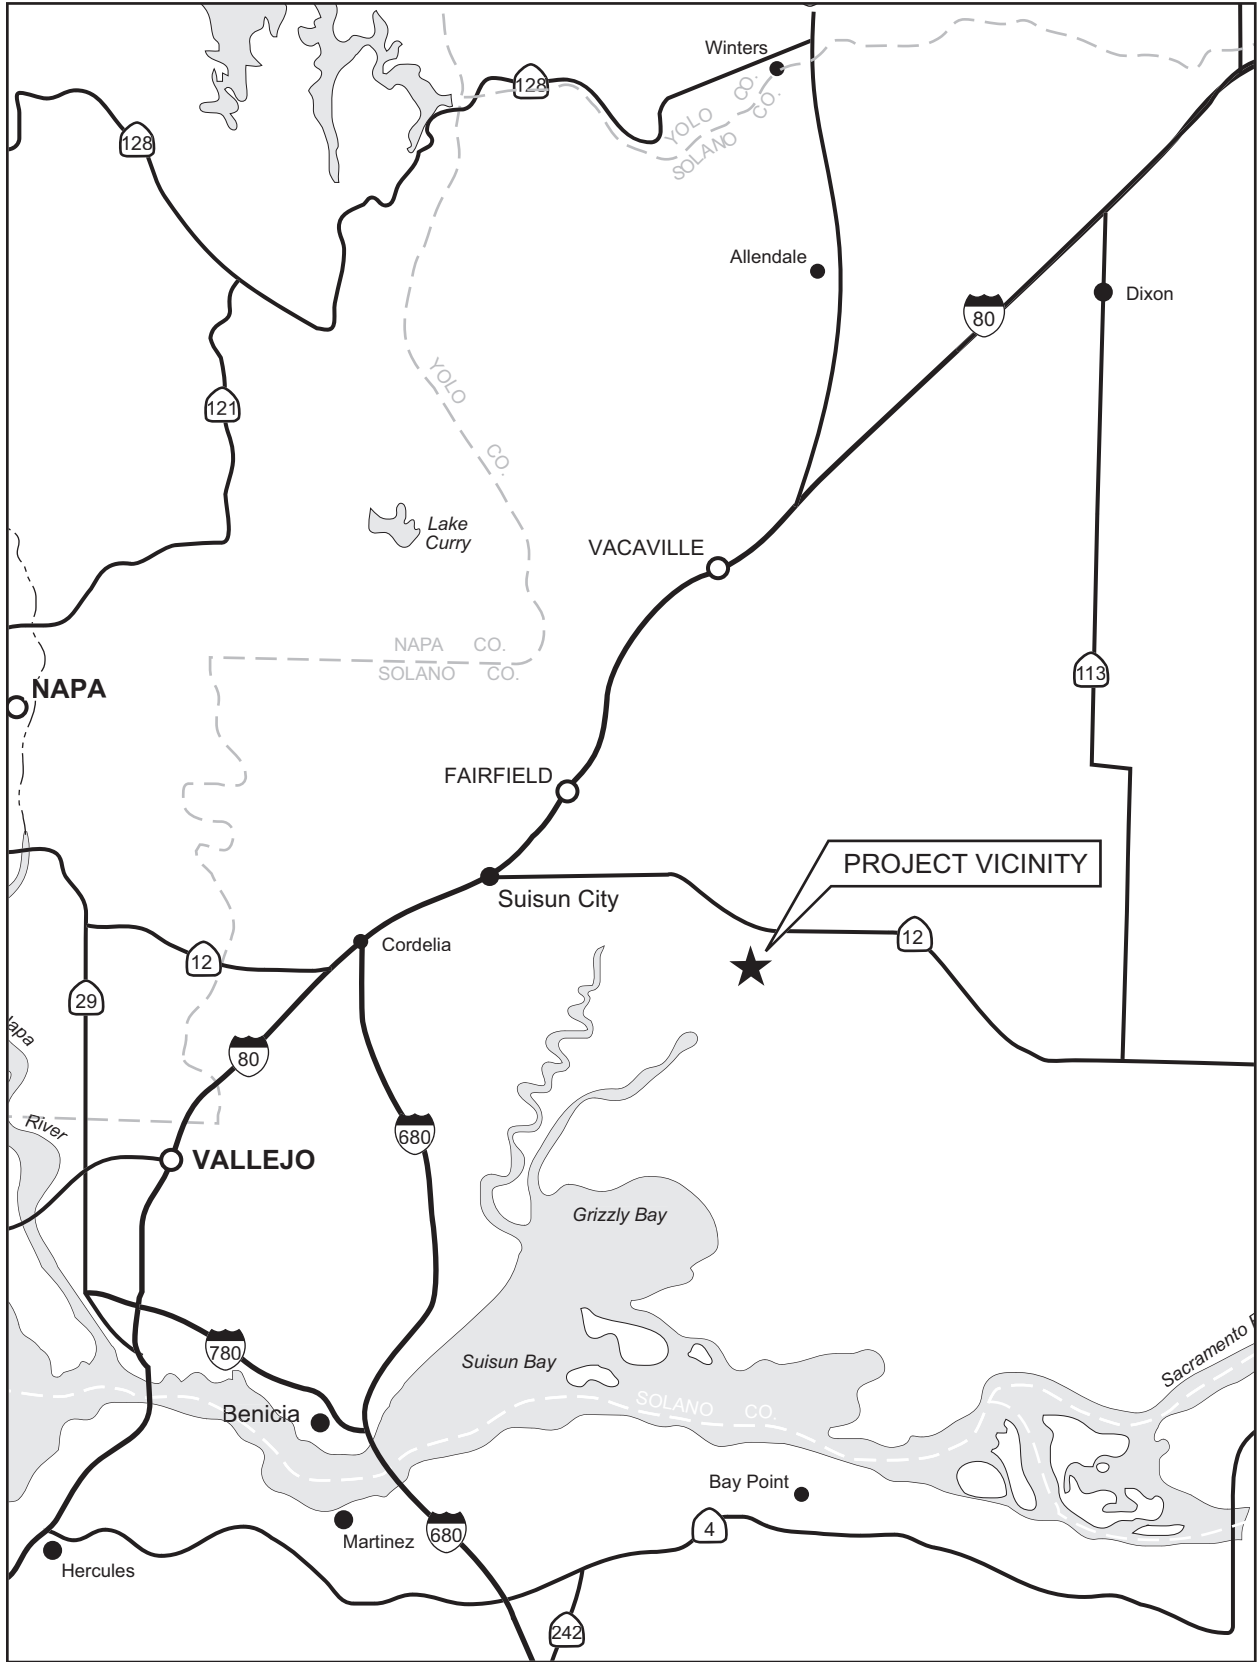 Winters
128
YOLO CO.
SOLANO CO.
128
Allendale
80
Dixon
YOLO CO.
121
Lake
Curry
VACAVILLE
NAPA CO.
SOLANO CO.
113
NAPA
FAIRFIELD
PROJECT VICINITY
Suisun City
12
Cordelia
12
29
80
River
680
VALLEJO
Grizzly Bay
780
Suisun Bay
Sacramento
SOLANO CO.
Benicia
Bay Point
4
Martinez
680
Hercules
242